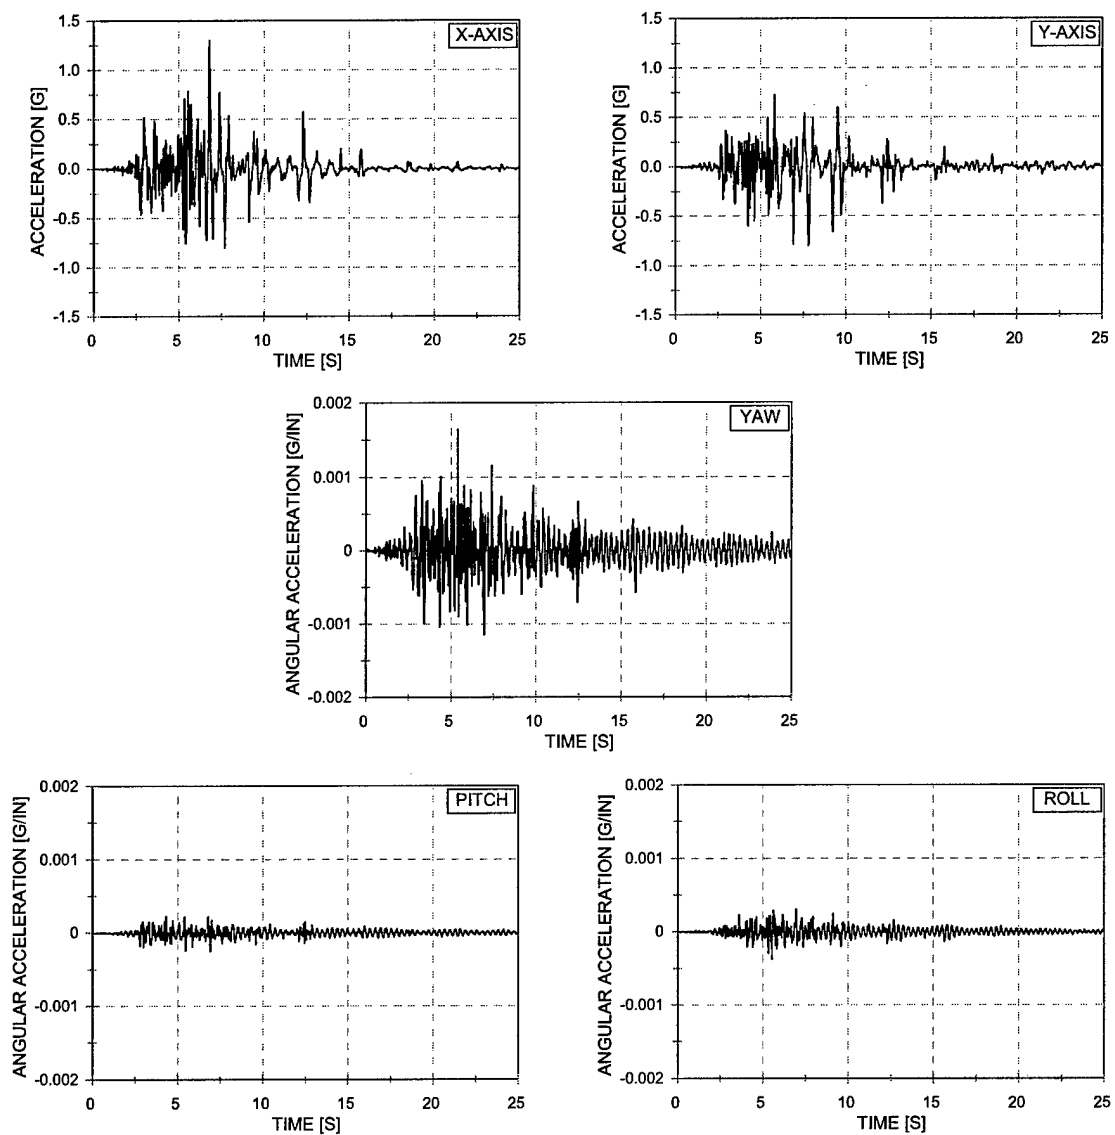 X-AXIS
ACCELERATION [G]
1.5
1.0
0.5
0.0
-0.5
-1.0
-1.5
0 5 10 15 20 25
TIME [S]
Y-AXIS
ACCELERATION [G]
1.5
1.0
0.5
0.0
-0.5
-1.0
-1.5
0 5 10 15 20 25
TIME [S]
YAW
ANGULAR ACCELERATION [G/IN]
0.002
0.001
0
-0.001
-0.002
0 5 10 15 20 25
TIME [S]
PITCH
ANGULAR ACCELERATION [G/IN]
0.002
0.001
0
-0.001
-0.002
0 5 10 15 20 25
TIME [S]
ROLL
ANGULAR ACCELERATION [G/IN]
0.002
0.001
0
-0.001
-0.002
0 5 10 15 20 25
TIME [S]